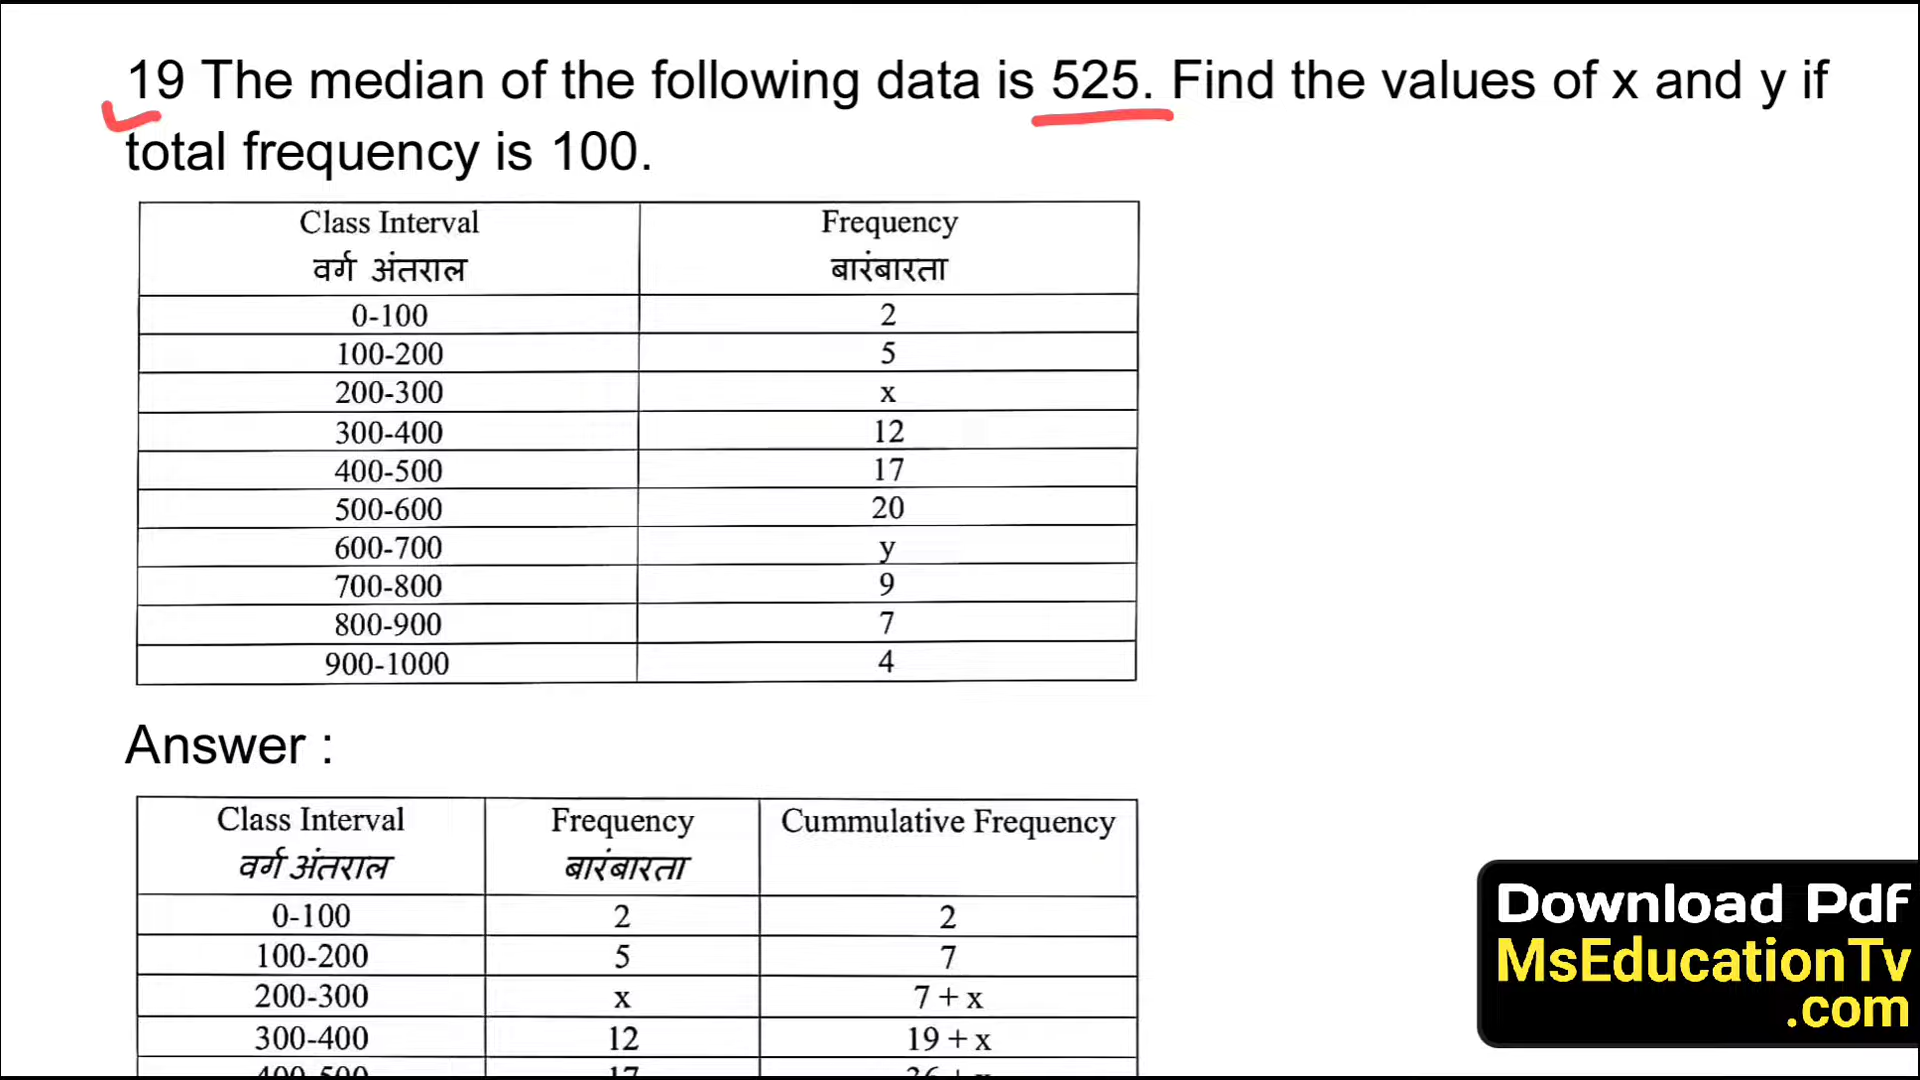 19 The median of the following data is 525. Find the values of x and y if
total frequency is 100.
Class Interval Frequency
वर्ग अंतराल बारंबारता
0-100 2
100-200 5
200-300 x
300-400 12
400-500 17
500-600 20
600-700 y
700-800 9
800-900 7
900-1000 4
Answer :
Class Interval Frequency Cummulative Frequency
वर्ग अंतराल बारंबारता
0-100 2 2
100-200 5 7
200-300 x 7 + x
300-400 12 19 + x
400-500 17 36 + x
Download Pdf
MsEducationTv
.com